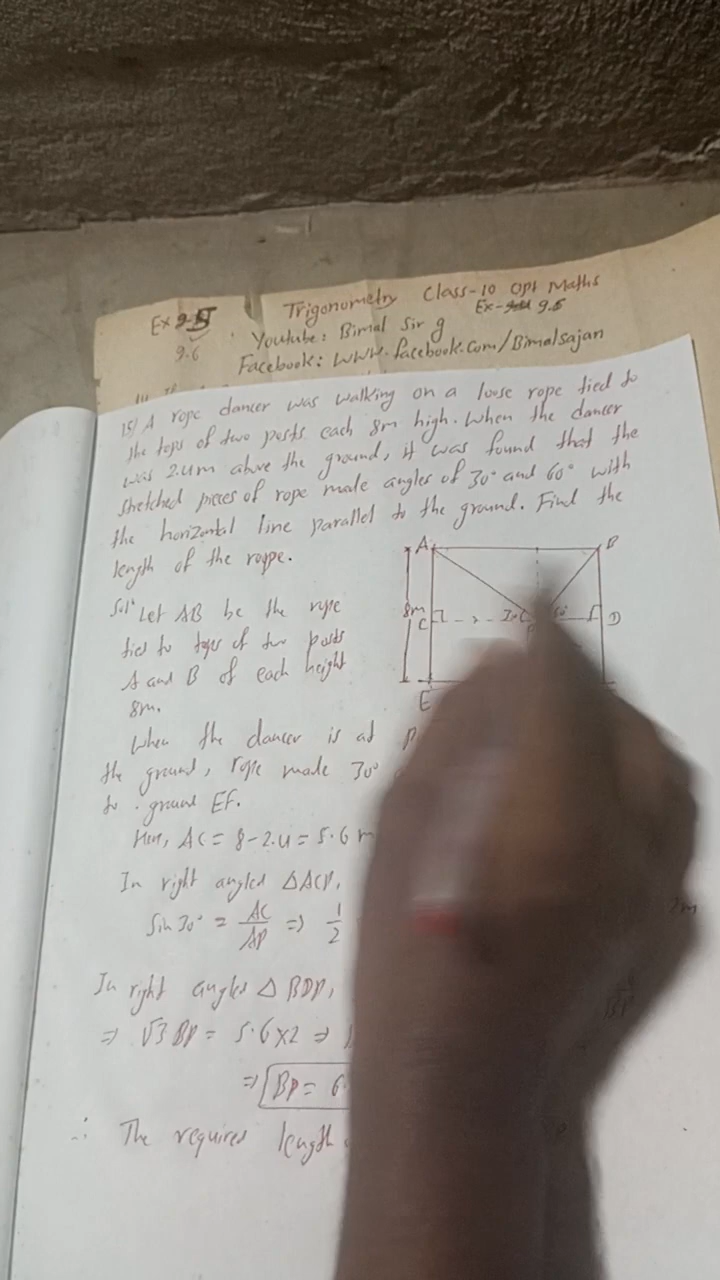 Ex 9.5
9.6
Trigonometry Class-10 Opt Maths
Ex- 9.5
Youtube: Bimal Sir g
Facebook: www.facebook.com/Bimalsajan
15) A rope dancer was walking on a loose rope tied to
the tops of two posts each 8m high. When the dancer
was 2.4m above the ground, it was found that the
stretched pieces of rope made angles of 30° and 60° with
the horizontal line parallel to the ground. Find the
length of the rope.
A B
8m
C 30° 60° D
P
E
Solⁿ Let AB be the rope
ties to tops of two posts
A and B of each height
8m.
When the dancer is at P
the ground, rope made 30°
to ground EF.
Here, AC = 8-2.4 = 5.6 m
In right angled ΔACP,
Sin 30° = AC/AP => 1/2
In right angled Δ BDP,
=> √3 BP = 5.6 x 2 =>
=> BP = 6
∴ The required length